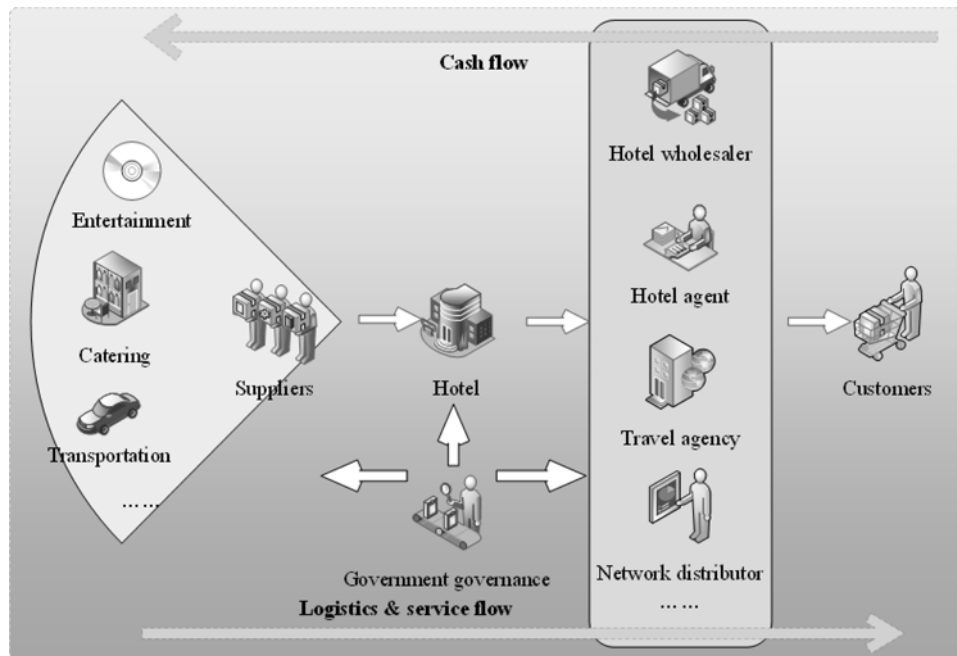 Cash flow
Hotel wholesaler
Entertainment
Hotel agent
Catering
Suppliers
Hotel
Customers
Travel agency
Transportation
... ...
Government governance
Network distributor
... ...
Logistics & service flow